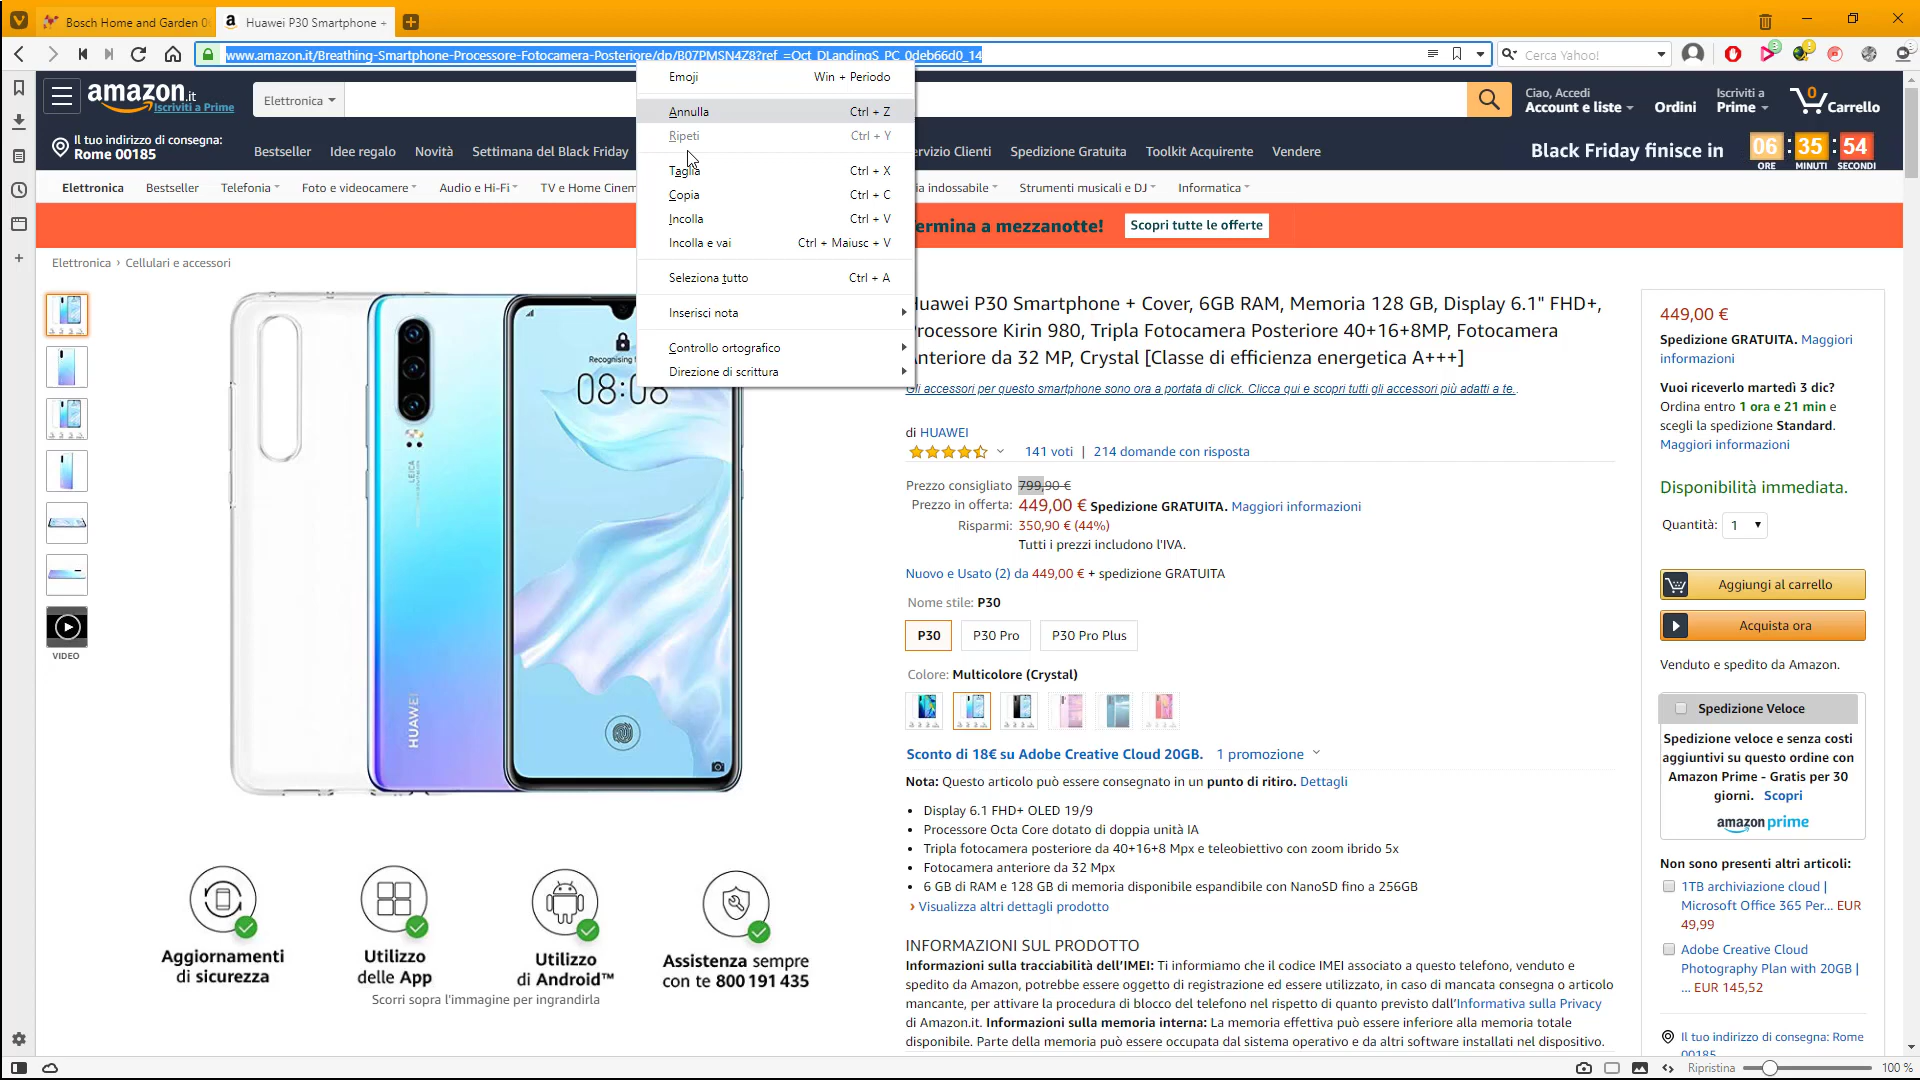 Bosch Home and Garden 0
Huawei P30 Smartphone +
www.amazon.it/Breathing-Smartphone-Processore-Fotocamera-Posteriore/dp/B07PMSN4Z8?ref_=Oct_DLandingS_PC_0deb66d0_14
Cerca Yahoo!
Emoji Win + Periodo
Annulla Ctrl + Z
Ripeti Ctrl + Y
Taglia Ctrl + X
Copia Ctrl + C
Incolla Ctrl + V
Incolla e vai Ctrl + Maiusc + V
Seleziona tutto Ctrl + A
Inserisci nota
Controllo ortografico
Direzione di scrittura
amazon.it
Iscriviti a Prime
Elettronica
Ciao, Accedi
Account e liste
Ordini
Iscriviti a
Prime
0
Carrello
Il tuo indirizzo di consegna:
Rome 00185
Bestseller Idee regalo Novità Settimana del Black Friday
ervizio Clienti Spedizione Gratuita Toolkit Acquirente Vendere
Black Friday finisce in
06 : 35 : 54
ORE MINUTI SECONDI
Elettronica Bestseller Telefonia Foto e videocamere Audio e Hi-Fi TV e Home Cinem
ia indossabile Strumenti musicali e DJ Informatica
ermina a mezzanotte!
Scopri tutte le offerte
Elettronica › Cellulari e accessori
VIDEO
Recognising
08:08
LEICA
HUAWEI
Aggiornamenti
di sicurezza
Utilizzo
delle App
Utilizzo
di Android™
Assistenza sempre
con te 800 191 435
Scorri sopra l'immagine per ingrandirla
Huawei P30 Smartphone + Cover, 6GB RAM, Memoria 128 GB, Display 6.1" FHD+,
Processore Kirin 980, Tripla Fotocamera Posteriore 40+16+8MP, Fotocamera
Anteriore da 32 MP, Crystal [Classe di efficienza energetica A+++]
Gli accessori per questo smartphone sono ora a portata di click. Clicca qui e scopri tutti gli accessori più adatti a te..
di HUAWEI
141 voti | 214 domande con risposta
Prezzo consigliato 799,90 €
Prezzo in offerta: 449,00 € Spedizione GRATUITA. Maggiori informazioni
Risparmi: 350,90 € (44%)
Tutti i prezzi includono l'IVA.
Nuovo e Usato (2) da 449,00 € + spedizione GRATUITA
Nome stile: P30
P30 P30 Pro P30 Pro Plus
Colore: Multicolore (Crystal)
Sconto di 18€ su Adobe Creative Cloud 20GB. 1 promozione
Nota: Questo articolo può essere consegnato in un punto di ritiro. Dettagli
• Display 6.1 FHD+ OLED 19/9
• Processore Octa Core dotato di doppia unità IA
• Tripla fotocamera posteriore da 40+16+8 Mpx e teleobiettivo con zoom ibrido 5x
• Fotocamera anteriore da 32 Mpx
• 6 GB di RAM e 128 GB di memoria disponibile espandibile con NanoSD fino a 256GB
› Visualizza altri dettagli prodotto
INFORMAZIONI SUL PRODOTTO
Informazioni sulla tracciabilità dell'IMEI: Ti informiamo che il codice IMEI associato a questo telefono, venduto e
spedito da Amazon, potrebbe essere oggetto di registrazione ed essere utilizzato, in caso di mancata consegna o articolo
mancante, per attivare la procedura di blocco del telefono nel rispetto di quanto previsto dall'Informativa sulla Privacy
di Amazon.it. Informazioni sulla memoria interna: La memoria effettiva può essere inferiore alla memoria totale
disponibile. Parte della memoria può essere occupata dal sistema operativo e da altri software installati nel dispositivo.
449,00 €
Spedizione GRATUITA. Maggiori
informazioni
Vuoi riceverlo martedì 3 dic?
Ordina entro 1 ora e 21 min e
scegli la spedizione Standard.
Maggiori informazioni
Disponibilità immediata.
Quantità: 1
Aggiungi al carrello
Acquista ora
Venduto e spedito da Amazon.
Spedizione Veloce
Spedizione veloce e senza costi
aggiuntivi su questo ordine con
Amazon Prime - Gratis per 30
giorni. Scopri
amazon prime
Non sono presenti altri articoli:
1TB archiviazione cloud |
Microsoft Office 365 Per... EUR
49,99
Adobe Creative Cloud
Photography Plan with 20GB |
... EUR 145,52
Il tuo indirizzo di consegna: Rome
00185
Ripristina 100 %